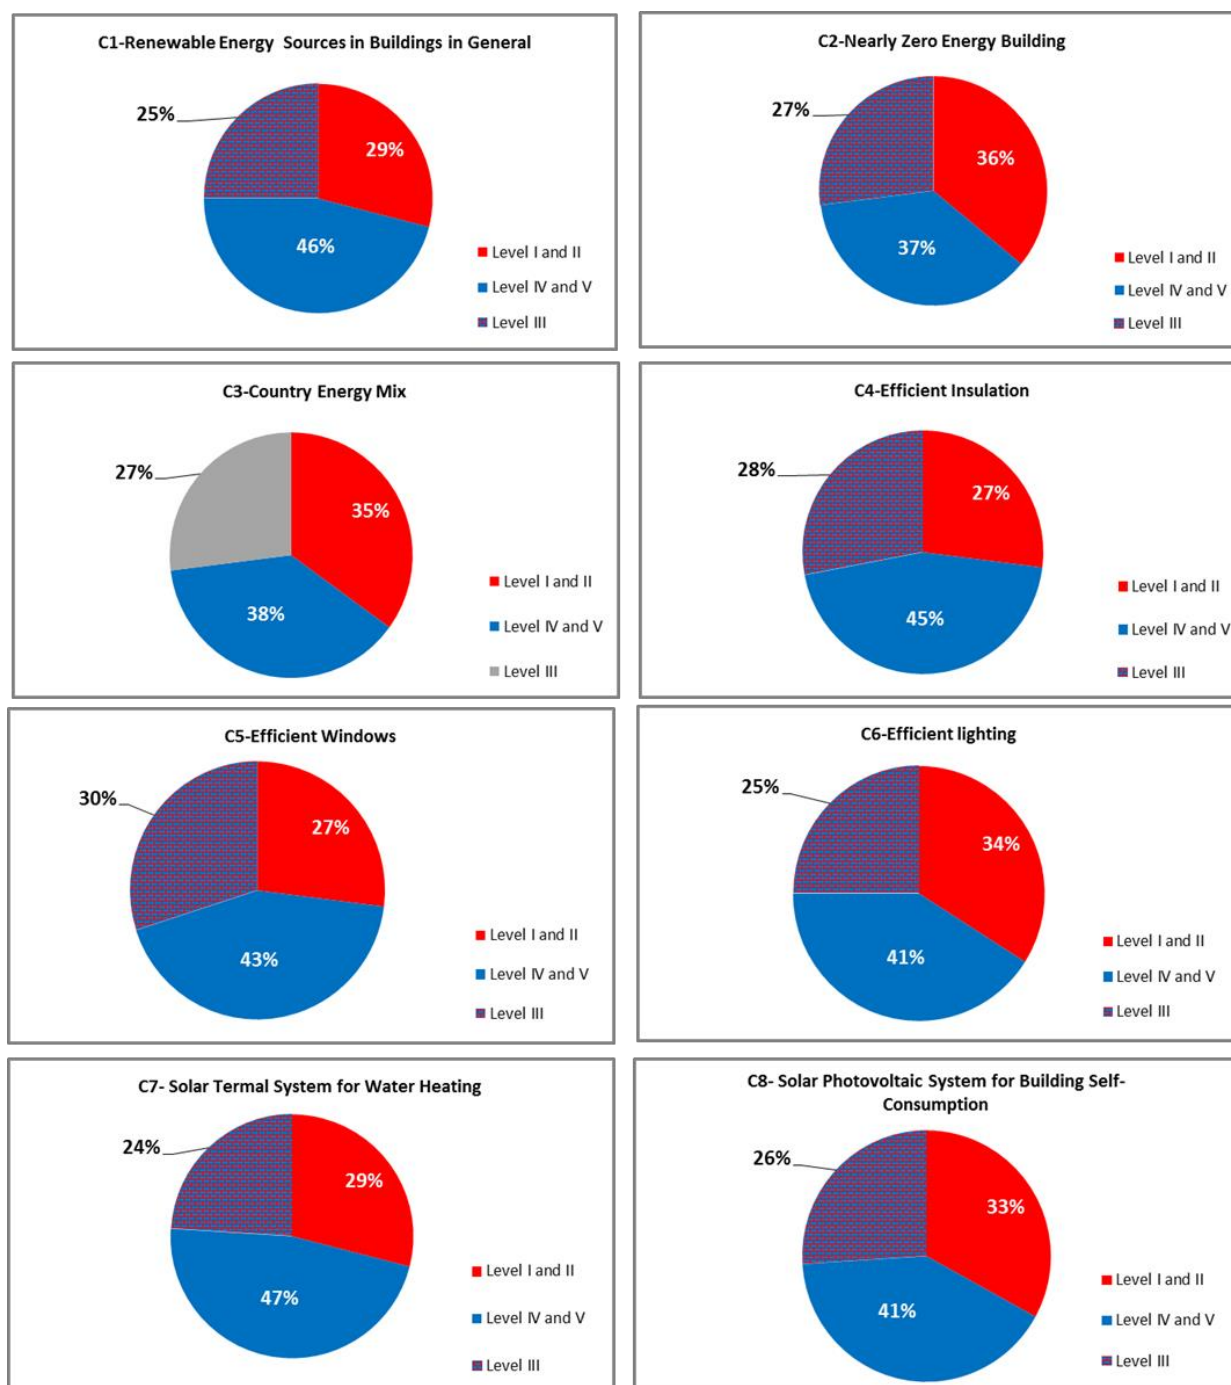 C1-Renewable Energy Sources in Buildings in General
25%
29%
46%
Level I and II
Level IV and V
Level III
C2-Nearly Zero Energy Building
27%
36%
37%
Level I and II
Level IV and V
Level III
C3-Country Energy Mix
27%
35%
38%
Level I and II
Level IV and V
Level III
C4-Efficient Insulation
28%
27%
45%
Level I and II
Level IV and V
Level III
C5-Efficient Windows
30%
27%
43%
Level I and II
Level IV and V
Level III
C6-Efficient lighting
25%
34%
41%
Level I and II
Level IV and V
Level III
C7- Solar Termal System for Water Heating
24%
29%
47%
Level I and II
Level IV and V
Level III
C8- Solar Photovoltaic System for Building Self-
Consumption
26%
33%
41%
Level I and II
Level IV and V
Level III